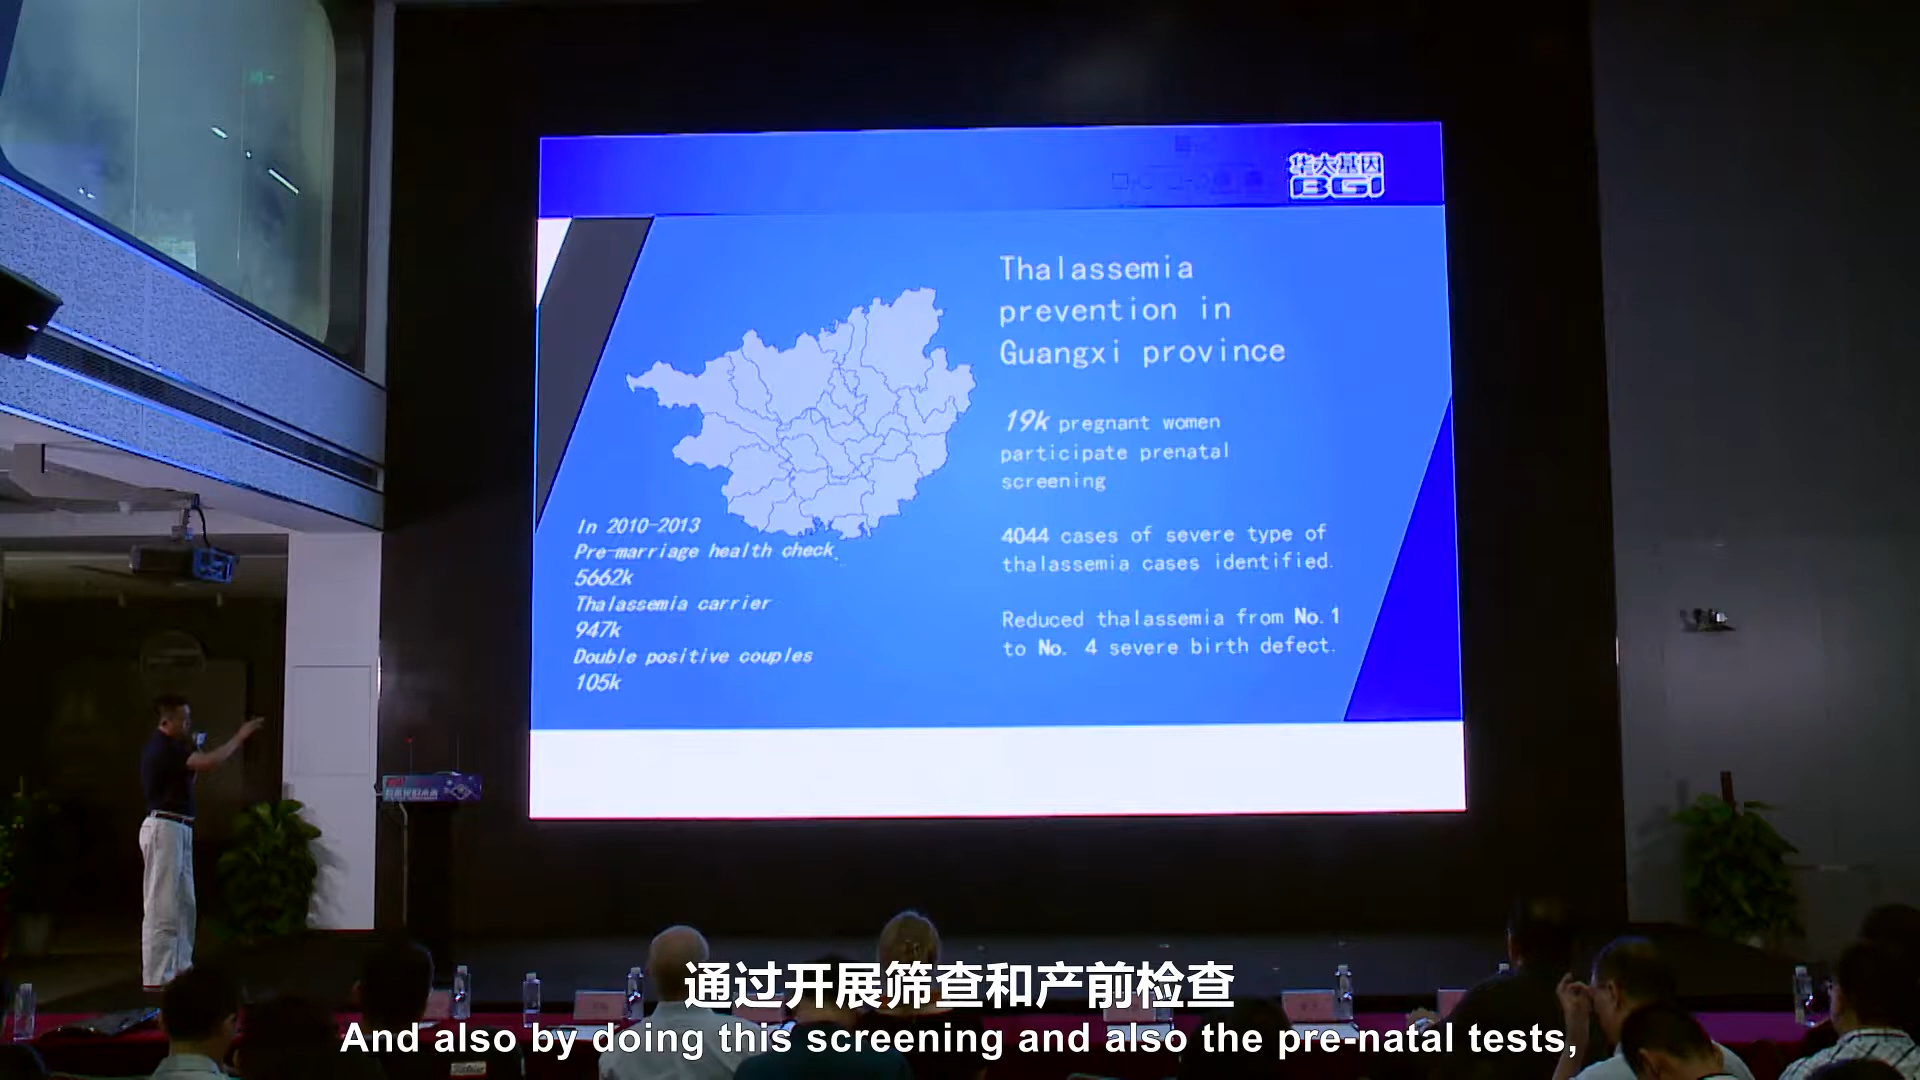 华大基因
BGI
Thalassemia
prevention in
Guangxi province
19k pregnant women
participate prenatal
screening
4044 cases of severe type of
thalassemia cases identified.
Reduced thalassemia from No.1
to No. 4 severe birth defect.
In 2010-2013
Pre-marriage health check
5662k
Thalassemia carrier
947k
Double positive couples
105k
通过开展筛查和产前检查
And also by doing this screening and also the pre-natal tests,